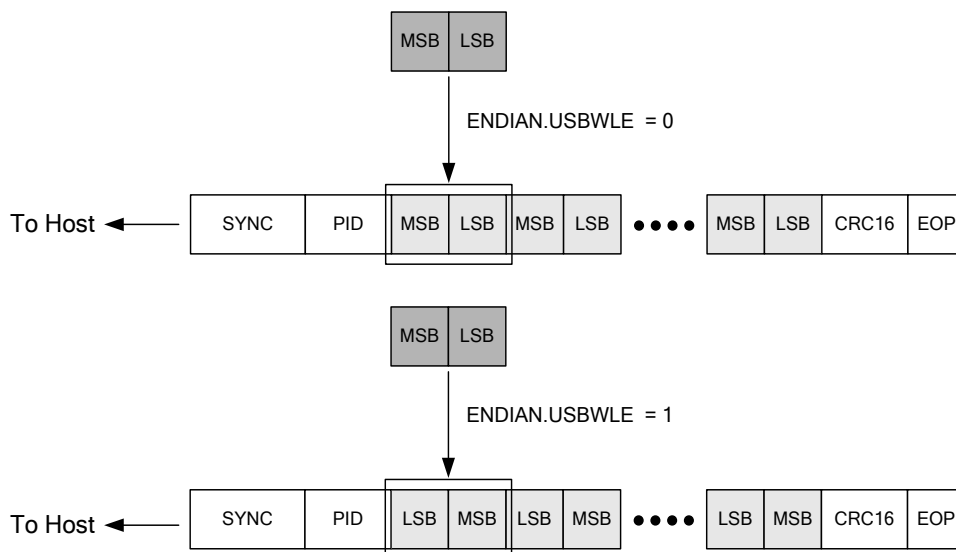 MSB LSB
ENDIAN.USBWLE = 0
To Host SYNC PID MSB LSB MSB LSB MSB LSB CRC16 EOP
MSB LSB
ENDIAN.USBWLE = 1
To Host SYNC PID LSB MSB LSB MSB LSB MSB CRC16 EOP